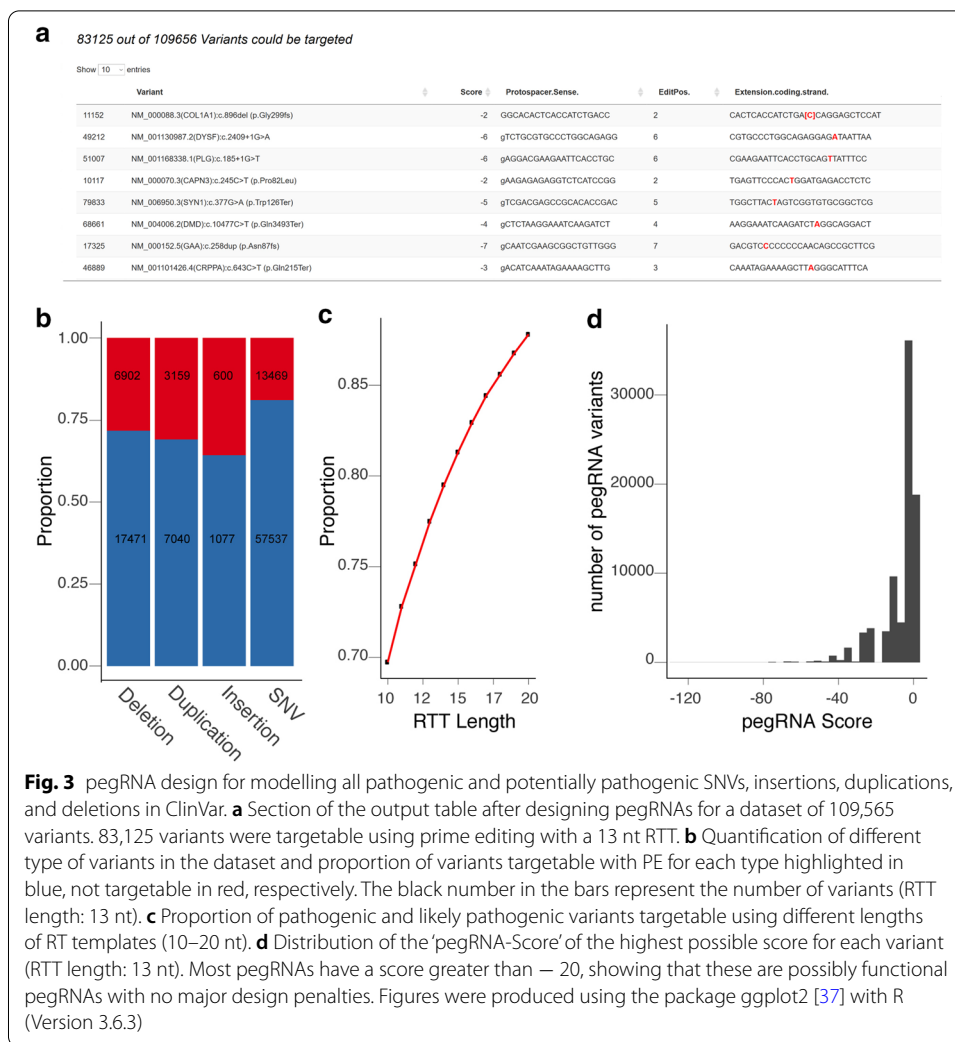 a
83125 out of 109656 Variants could be targeted
Show 10 entries
Variant Score Protospacer.Sense. EditPos. Extension.coding.strand.
11152 NM_000088.3(COL1A1):c.896del (p.Gly299fs) -2 GGCACACTCACCATCTGACC 2 CACTCACCATCTGA[C]CAGGAGCTCCAT
49212 NM_001130987.2(DYSF):c.2409+1G>A -6 gTCTGCGTGCCCTGGCAGAGG 6 CGTGCCCTGGCAGAGGAGATAATTAA
51007 NM_001168338.1(PLG):c.185+1G>T -6 gAGGACGAAGAATTCACCTGC 6 CGAAGAATTCACCTGCAGTTATTTCC
10117 NM_000070.3(CAPN3):c.245C>T (p.Pro82Leu) -2 gAAGAGAGAGGTCTCATCCGG 2 TGAGTTCCCACTGGATGAGACCTCTC
79833 NM_006950.3(SYN1):c.377G>A (p.Trp126Ter) -5 gTCGACGAGCCGCACACCGAC 5 TGGCTTACTAGTCGGTGTGCGGCTCG
68661 NM_004006.2(DMD):c.10477C>T (p.Gln3493Ter) -4 gCTCTAAGGAAATCAAGATCT 4 AAGGAAATCAAGATCTAGGCAGGACT
17325 NM_000152.5(GAA):c.258dup (p.Asn87fs) -7 gCAATCGAAGCGGCTGTTGGG 7 GACGTCCCCCCCCAACAGCCGCTTCG
46889 NM_001101426.4(CRPPA):c.643C>T (p.Gln215Ter) -3 gACATCAAATAGAAAAGCTTG 3 CAAATAGAAAAGCTTAGGGCATTTCA
b
Proportion
1.00
0.75
0.50
0.25
0.00
6902 3159 600 13469
17471 7040 1077 57537
Deletion Duplication Insertion SNV
c
Proportion
0.85
0.80
0.75
0.70
10 12 15 17 20
RTT Length
d
number of pegRNA variants
30000
20000
10000
0
-120 -80 -40 0
pegRNA Score
Fig. 3 pegRNA design for modelling all pathogenic and potentially pathogenic SNVs, insertions, duplications,
and deletions in ClinVar. a Section of the output table after designing pegRNAs for a dataset of 109,565
variants. 83,125 variants were targetable using prime editing with a 13 nt RTT. b Quantification of different
type of variants in the dataset and proportion of variants targetable with PE for each type highlighted in
blue, not targetable in red, respectively. The black number in the bars represent the number of variants (RTT
length: 13 nt). c Proportion of pathogenic and likely pathogenic variants targetable using different lengths
of RT templates (10–20 nt). d Distribution of the ‘pegRNA-Score’ of the highest possible score for each variant
(RTT length: 13 nt). Most pegRNAs have a score greater than − 20, showing that these are possibly functional
pegRNAs with no major design penalties. Figures were produced using the package ggplot2 [37] with R
(Version 3.6.3)